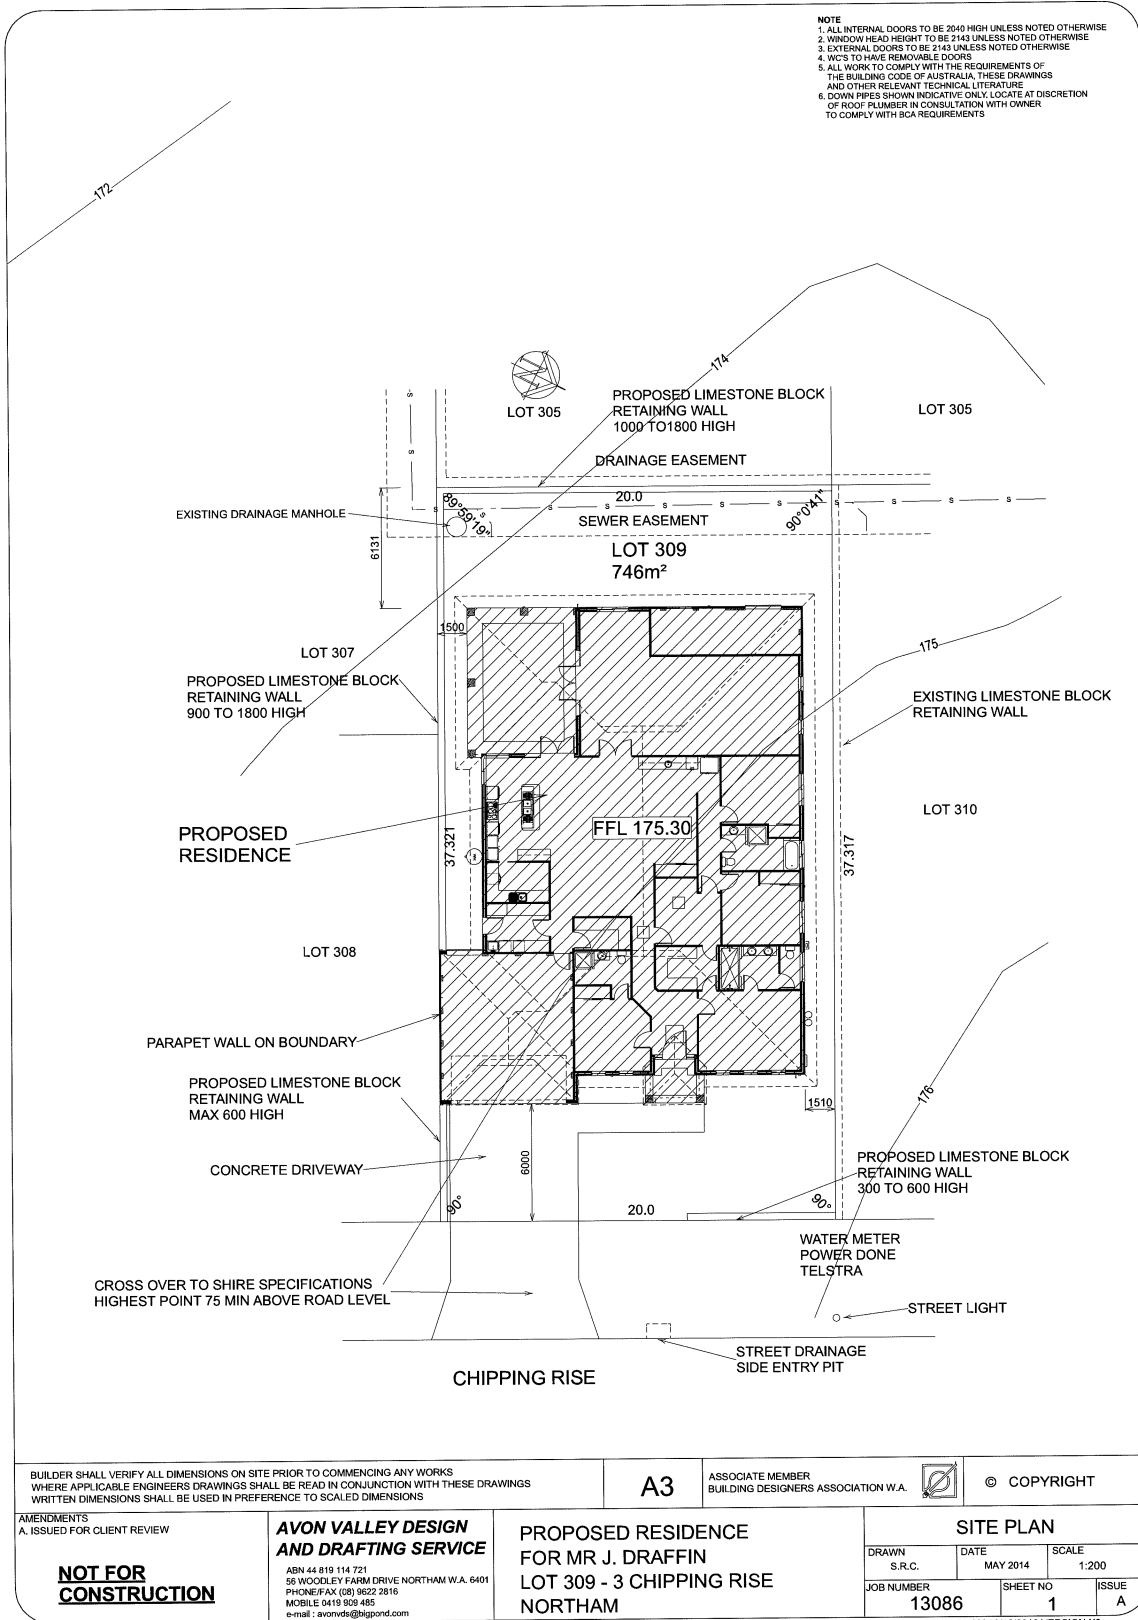 NOTE
1. ALL INTERNAL DOORS TO BE 2040 HIGH UNLESS NOTED OTHERWISE
2. WINDOW HEAD HEIGHT TO BE 2143 UNLESS NOTED OTHERWISE
3. EXTERNAL DOORS TO BE 2143 UNLESS NOTED OTHERWISE
4. WC'S TO HAVE REMOVABLE DOORS
5. ALL WORK TO COMPLY WITH THE REQUIREMENTS OF
THE BUILDING CODE OF AUSTRALIA, THESE DRAWINGS
AND OTHER RELEVANT TECHNICAL LITERATURE
6. DOWN PIPES SHOWN INDICATIVE ONLY. LOCATE AT DISCRETION
OF ROOF PLUMBER IN CONSULTATION WITH OWNER
TO COMPLY WITH BCA REQUIREMENTS
172
174
N
LOT 305
PROPOSED LIMESTONE BLOCK
RETAINING WALL
1000 TO1800 HIGH
LOT 305
DRAINAGE EASEMENT
S
S
20.0
S S S S S S S S
89°59'19"
90°0'41"
EXISTING DRAINAGE MANHOLE
SEWER EASEMENT
6131
LOT 309
746m²
1500
175
LOT 307
PROPOSED LIMESTONE BLOCK
RETAINING WALL
900 TO 1800 HIGH
EXISTING LIMESTONE BLOCK
RETAINING WALL
LOT 310
PROPOSED
RESIDENCE
FFL 175.30
37.321
37.317
LOT 308
PARAPET WALL ON BOUNDARY
PROPOSED LIMESTONE BLOCK
RETAINING WALL
MAX 600 HIGH
1510
176
CONCRETE DRIVEWAY
6000
PROPOSED LIMESTONE BLOCK
RETAINING WALL
300 TO 600 HIGH
90°
20.0
90°
WATER METER
POWER DONE
TELSTRA
CROSS OVER TO SHIRE SPECIFICATIONS
HIGHEST POINT 75 MIN ABOVE ROAD LEVEL
STREET LIGHT
STREET DRAINAGE
SIDE ENTRY PIT
CHIPPING RISE
BUILDER SHALL VERIFY ALL DIMENSIONS ON SITE PRIOR TO COMMENCING ANY WORKS
WHERE APPLICABLE ENGINEERS DRAWINGS SHALL BE READ IN CONJUNCTION WITH THESE DRAWINGS
WRITTEN DIMENSIONS SHALL BE USED IN PREFERENCE TO SCALED DIMENSIONS
A3
ASSOCIATE MEMBER
BUILDING DESIGNERS ASSOCIATION W.A.
© COPYRIGHT
AMENDMENTS
A. ISSUED FOR CLIENT REVIEW
NOT FOR
CONSTRUCTION
AVON VALLEY DESIGN
AND DRAFTING SERVICE
ABN 44 819 114 721
56 WOODLEY FARM DRIVE NORTHAM W.A. 6401
PHONE/FAX (08) 9622 2816
MOBILE 0419 909 485
e-mail : avonvds@bigpond.com
PROPOSED RESIDENCE
FOR MR J. DRAFFIN
LOT 309 - 3 CHIPPING RISE
NORTHAM
SITE PLAN
DRAWN
S.R.C.
DATE
MAY 2014
SCALE
1:200
JOB NUMBER
13086
SHEET NO
1
ISSUE
A